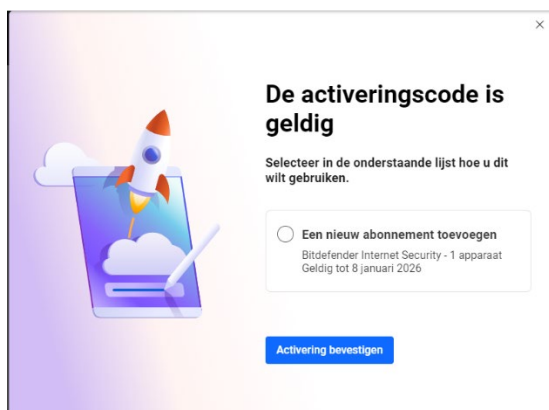 De activeringscode is
geldig
Selecteer in de onderstaande lijst hoe u dit
wilt gebruiken.
Een nieuw abonnement toevoegen
Bitdefender Internet Security - 1 apparaat
Geldig tot 8 januari 2026
Activering bevestigen